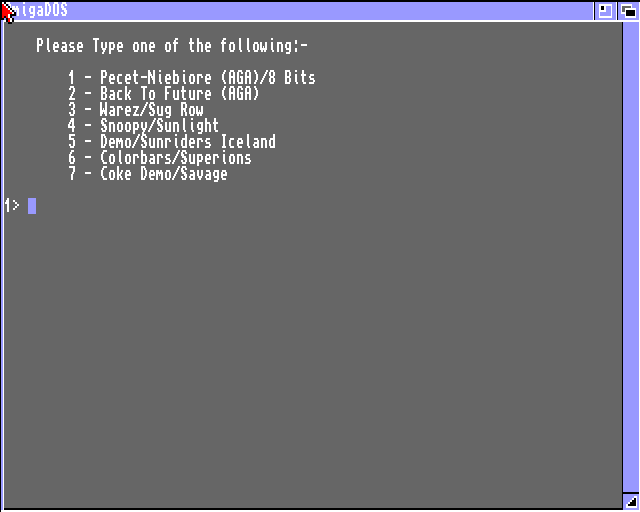 AmigaDOS
Please Type one of the following:-
1 - Pecet-Niebiore (AGA)/8 Bits
2 - Back To Future (AGA)
3 - Warez/Sug Row
4 - Snoopy/Sunlight
5 - Demo/Sunriders Iceland
6 - Colorbars/Superions
7 - Coke Demo/Savage
1>